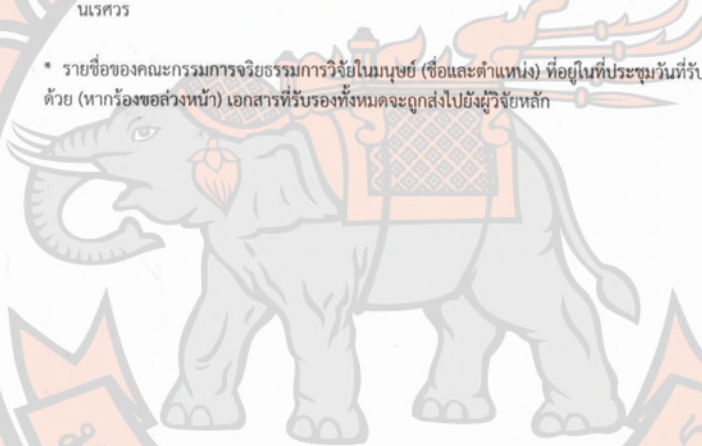 นเรศวร
* รายชื่อของคณะกรรมการจริยธรรมการวิจัยในมนุษย์ (ชื่อและตำแหน่ง) ที่อยู่ในที่ประชุมวันที่รับ
ด้วย (หากร้องขอล่วงหน้า) เอกสารที่รับรองทั้งหมดจะถูกส่งไปยังผู้วิจัยหลัก